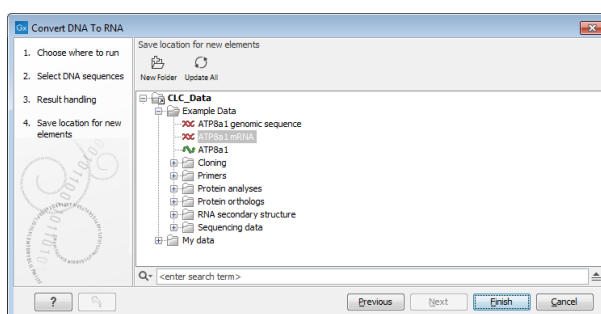 Gx Convert DNA To RNA
1. Choose where to run
2. Select DNA sequences
3. Result handling
4. Save location for new
elements
Save location for new elements
New Folder Update All
CLC_Data
Example Data
ATP8a1 genomic sequence
ATP8a1 mRNA
ATP8a1
Cloning
Primers
Protein analyses
Protein orthologs
RNA secondary structure
Sequencing data
My data
<enter search term>
? Previous Next Finish Cancel